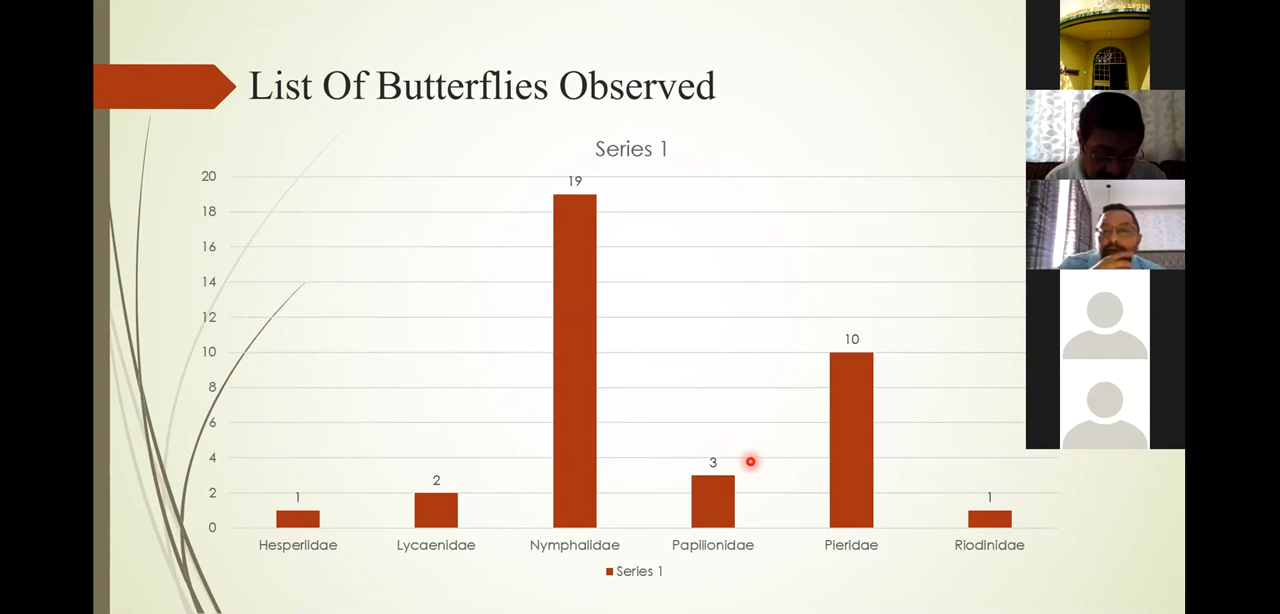 List Of Butterflies Observed
Series 1
20
18
16
14
12
10
8
6
4
2
0
1
2
19
3
10
1
Hesperiidae
Lycaenidae
Nymphalidae
Papilionidae
Pieridae
Riodinidae
Series 1